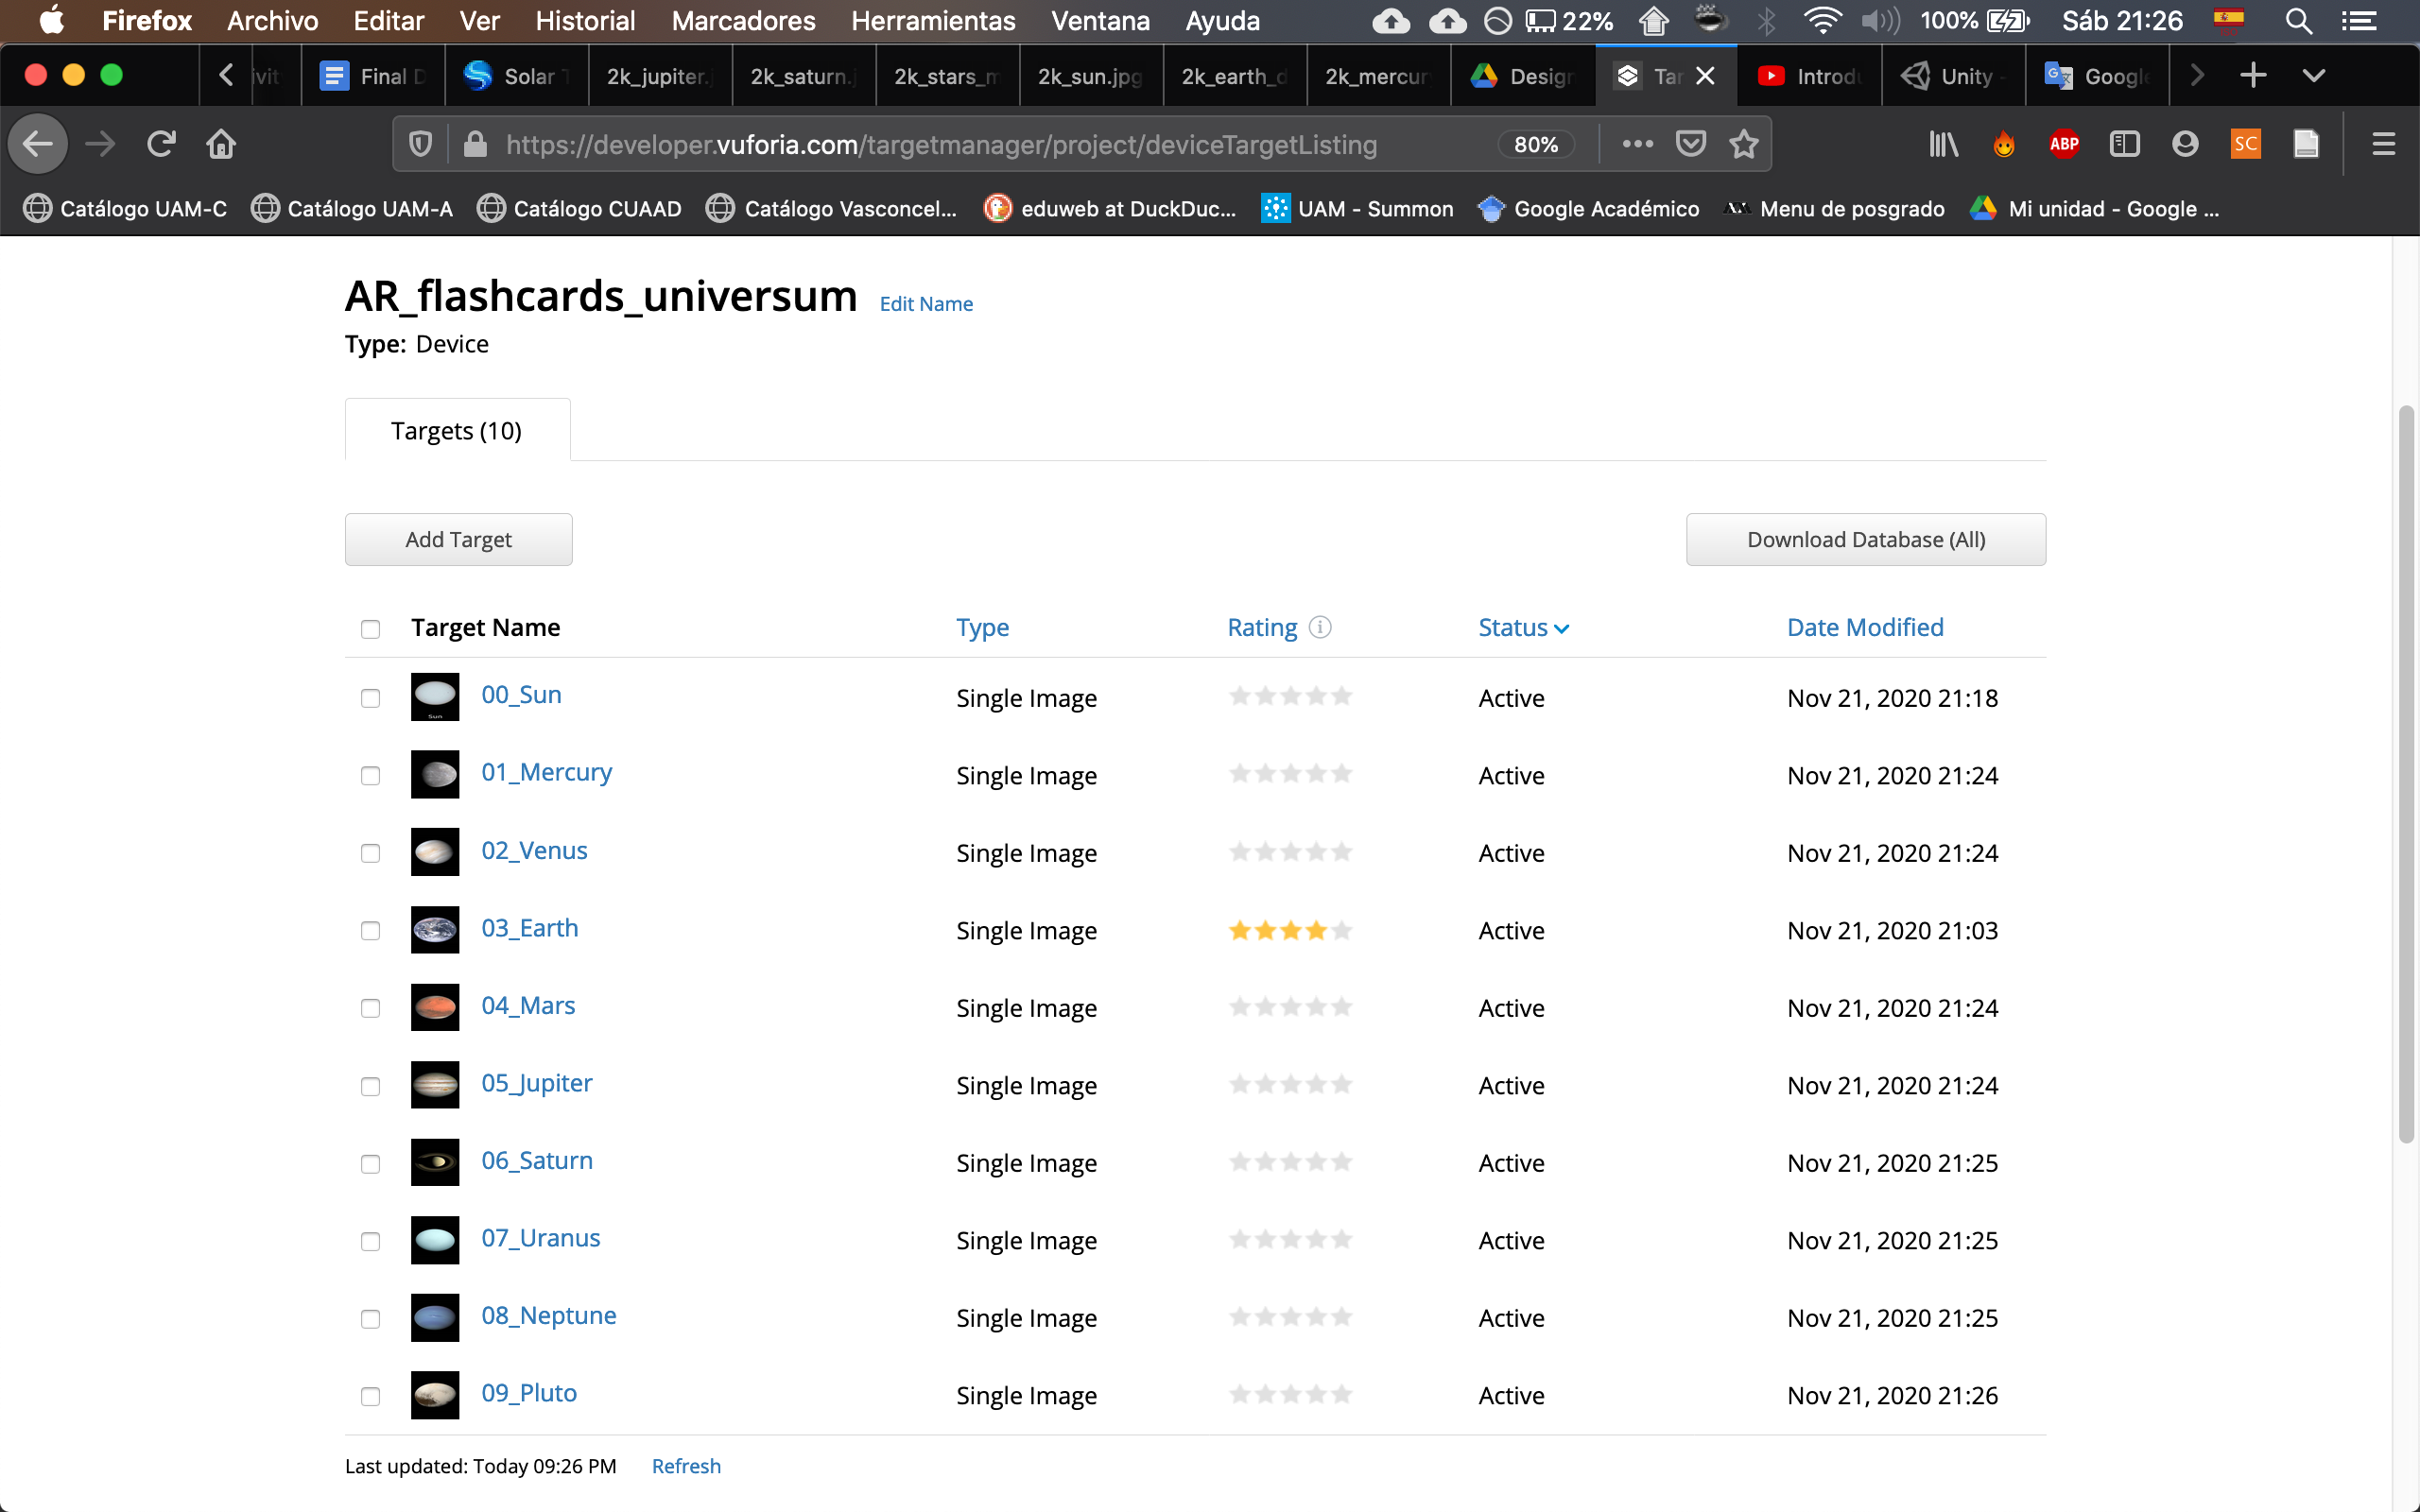 Firefox Archivo Editar Ver Historial Marcadores Herramientas Ventana Ayuda 22% 100% Sáb 21:26
ivit Final D Solar T 2k_jupiter.j 2k_saturn.j 2k_stars_m 2k_sun.jpg 2k_earth_d 2k_mercur Design Tar Introdu Unity - Google
https://developer.vuforia.com/targetmanager/project/deviceTargetListing 80% ABP SC
Catálogo UAM-C Catálogo UAM-A Catálogo CUAAD Catálogo Vasconcel... eduweb at DuckDuc... UAM - Summon Google Académico Menu de posgrado Mi unidad - Google ...
AR_flashcards_universum Edit Name
Type: Device
Targets (10)
Add Target Download Database (All)
Target Name Type Rating Status Date Modified
00_Sun Single Image Active Nov 21, 2020 21:18
Sun
01_Mercury Single Image Active Nov 21, 2020 21:24
02_Venus Single Image Active Nov 21, 2020 21:24
03_Earth Single Image Active Nov 21, 2020 21:03
04_Mars Single Image Active Nov 21, 2020 21:24
05_Jupiter Single Image Active Nov 21, 2020 21:24
06_Saturn Single Image Active Nov 21, 2020 21:25
07_Uranus Single Image Active Nov 21, 2020 21:25
08_Neptune Single Image Active Nov 21, 2020 21:25
09_Pluto Single Image Active Nov 21, 2020 21:26
Last updated: Today 09:26 PM Refresh